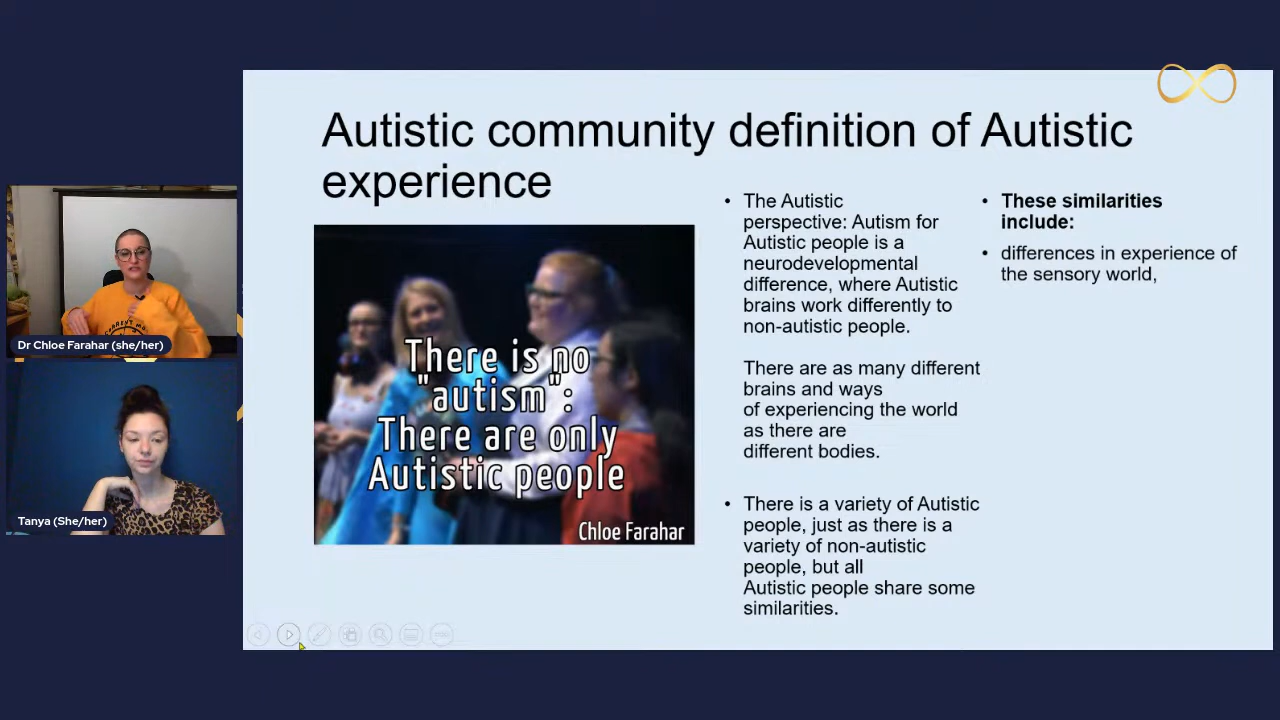 Autistic community definition of Autistic
experience
There is no
"autism":
There are only
Autistic people
Chloe Farahar
• The Autistic
perspective: Autism for
Autistic people is a
neurodevelopmental
difference, where Autistic
brains work differently to
non-autistic people.
There are as many different
brains and ways
of experiencing the world
as there are
different bodies.
• There is a variety of Autistic
people, just as there is a
variety of non-autistic
people, but all
Autistic people share some
similarities.
• These similarities
include:
• differences in experience of
the sensory world,
Dr Chloe Farahar (she/her)
Tanya (She/her)